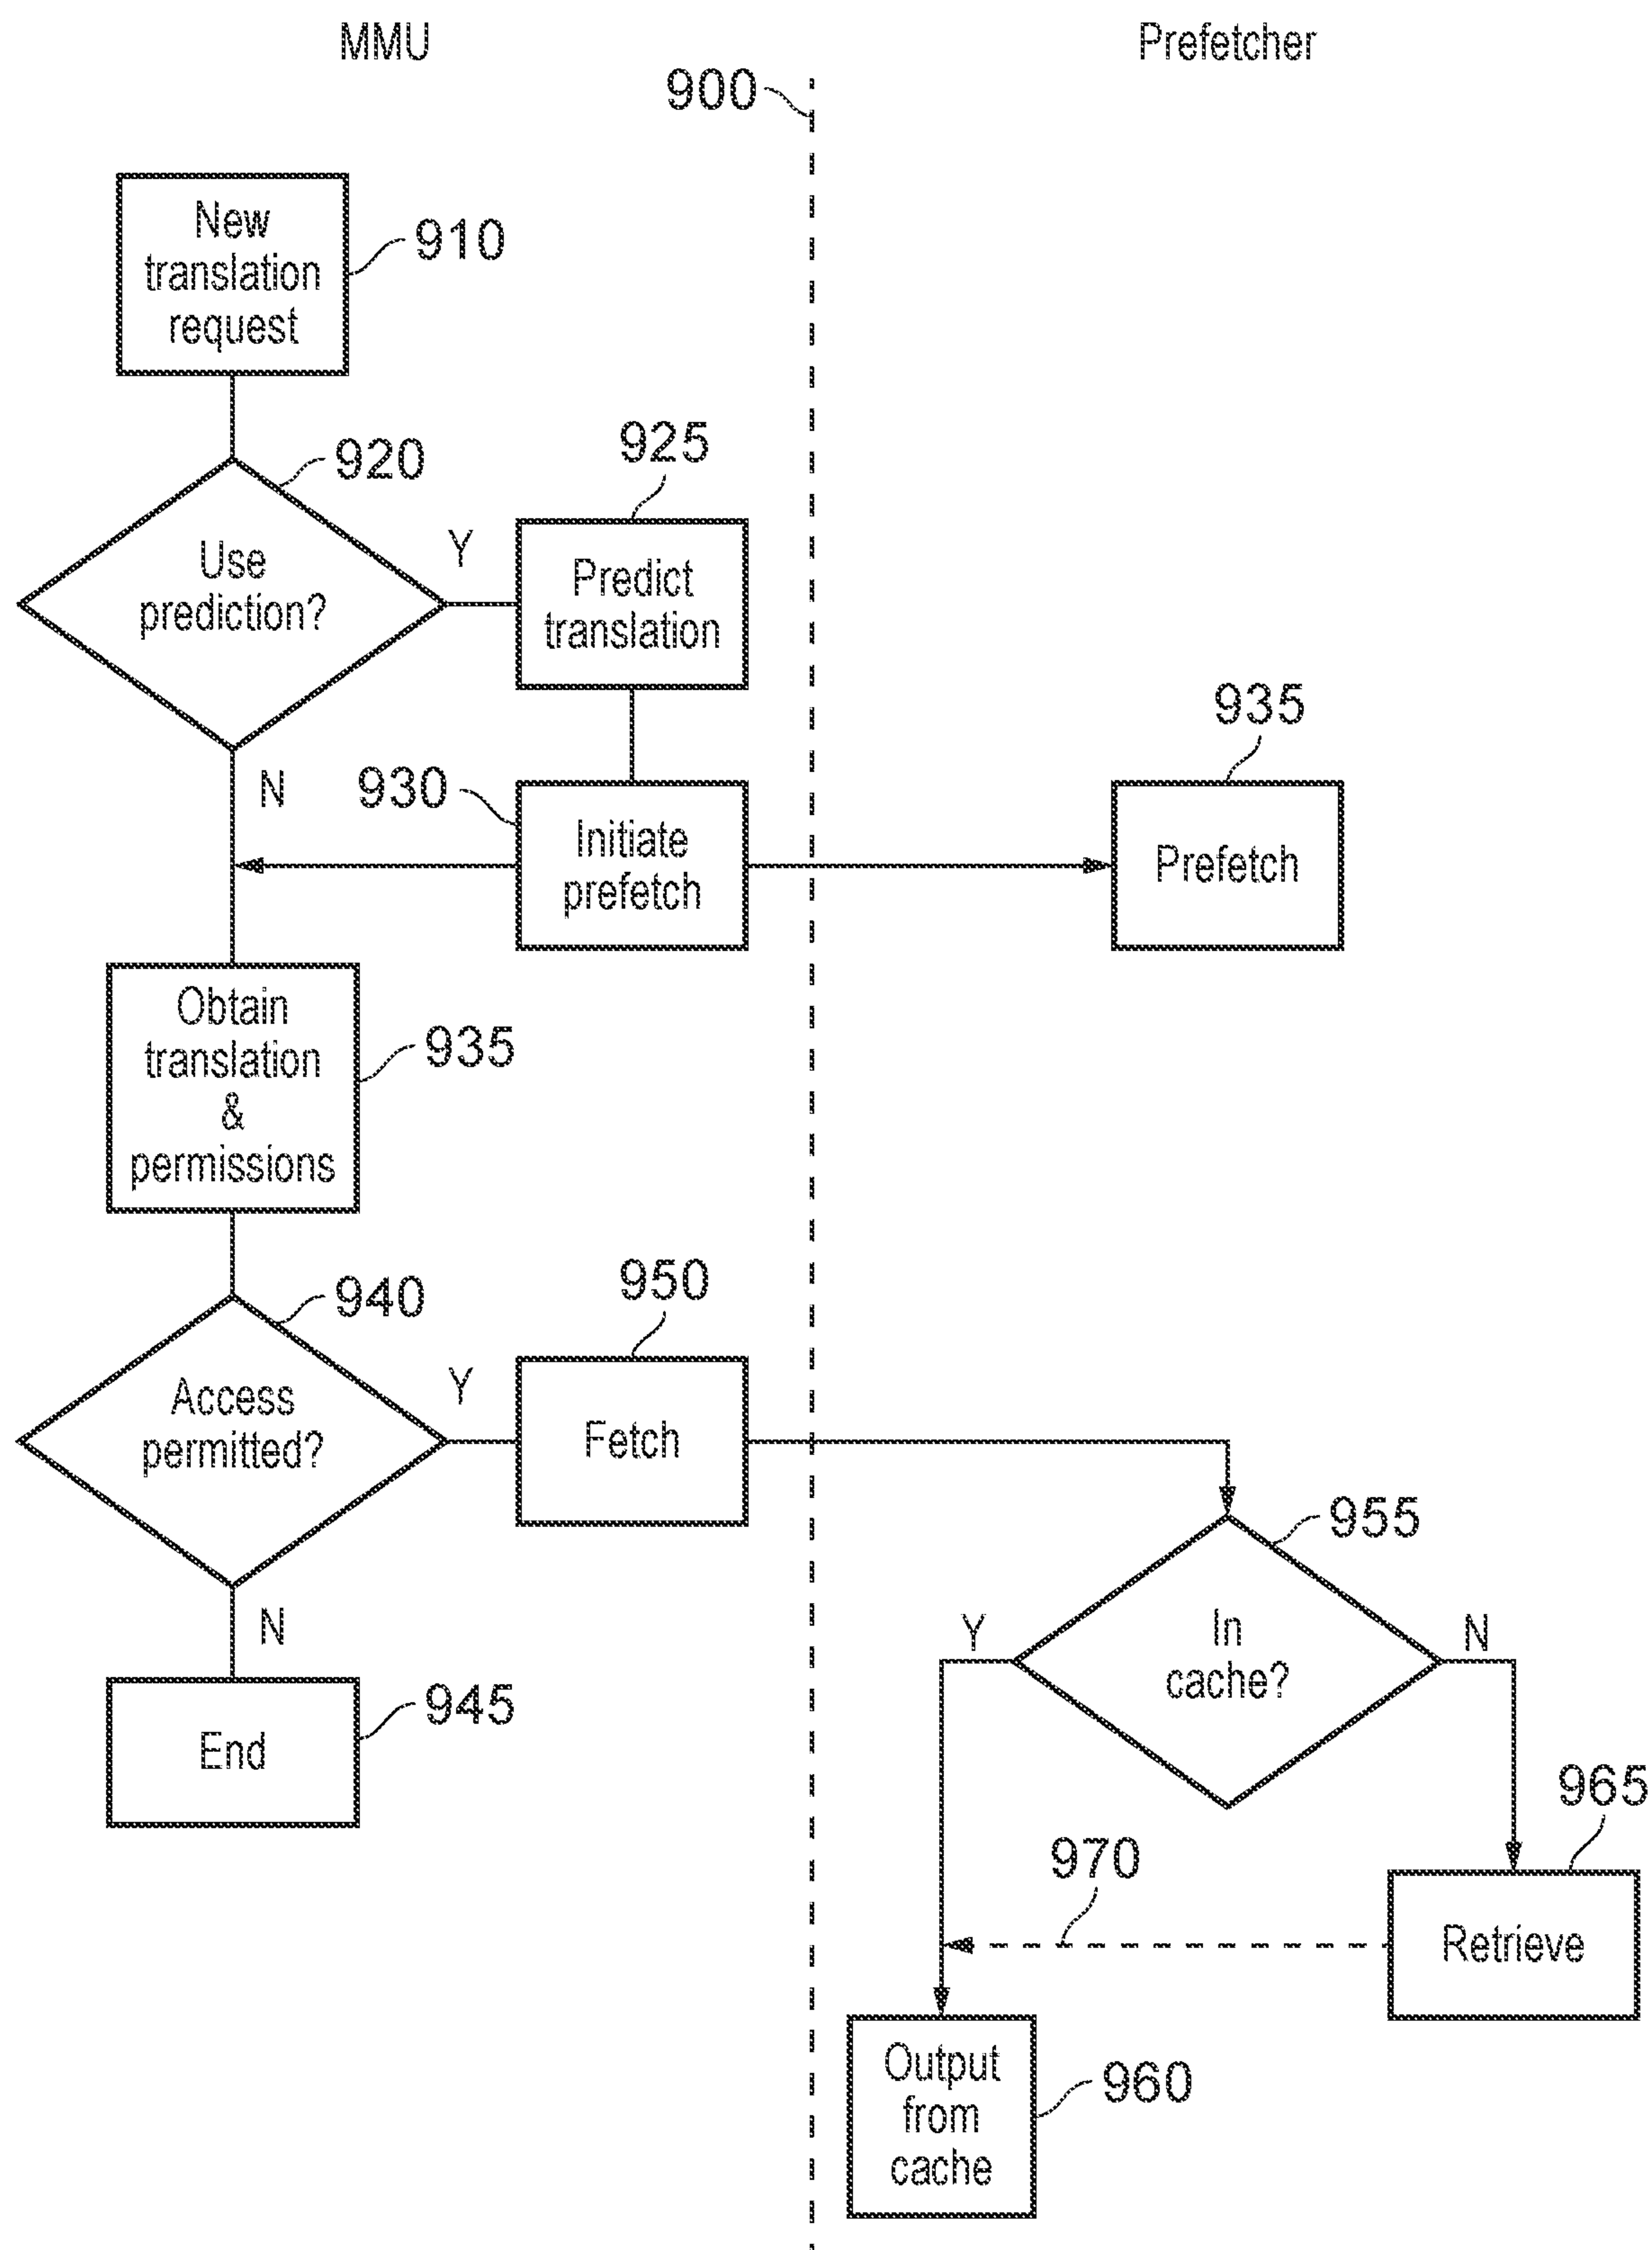 MMU
Prefetcher
900
New
translation
request
910
920
Use
prediction?
Y
N
925
Predict
translation
930
Initiate
prefetch
935
Prefetch
Obtain
translation
&
permissions
935
940
Access
permitted?
Y
N
950
Fetch
End
945
955
In
cache?
Y
N
965
Retrieve
970
Output
from
cache
960